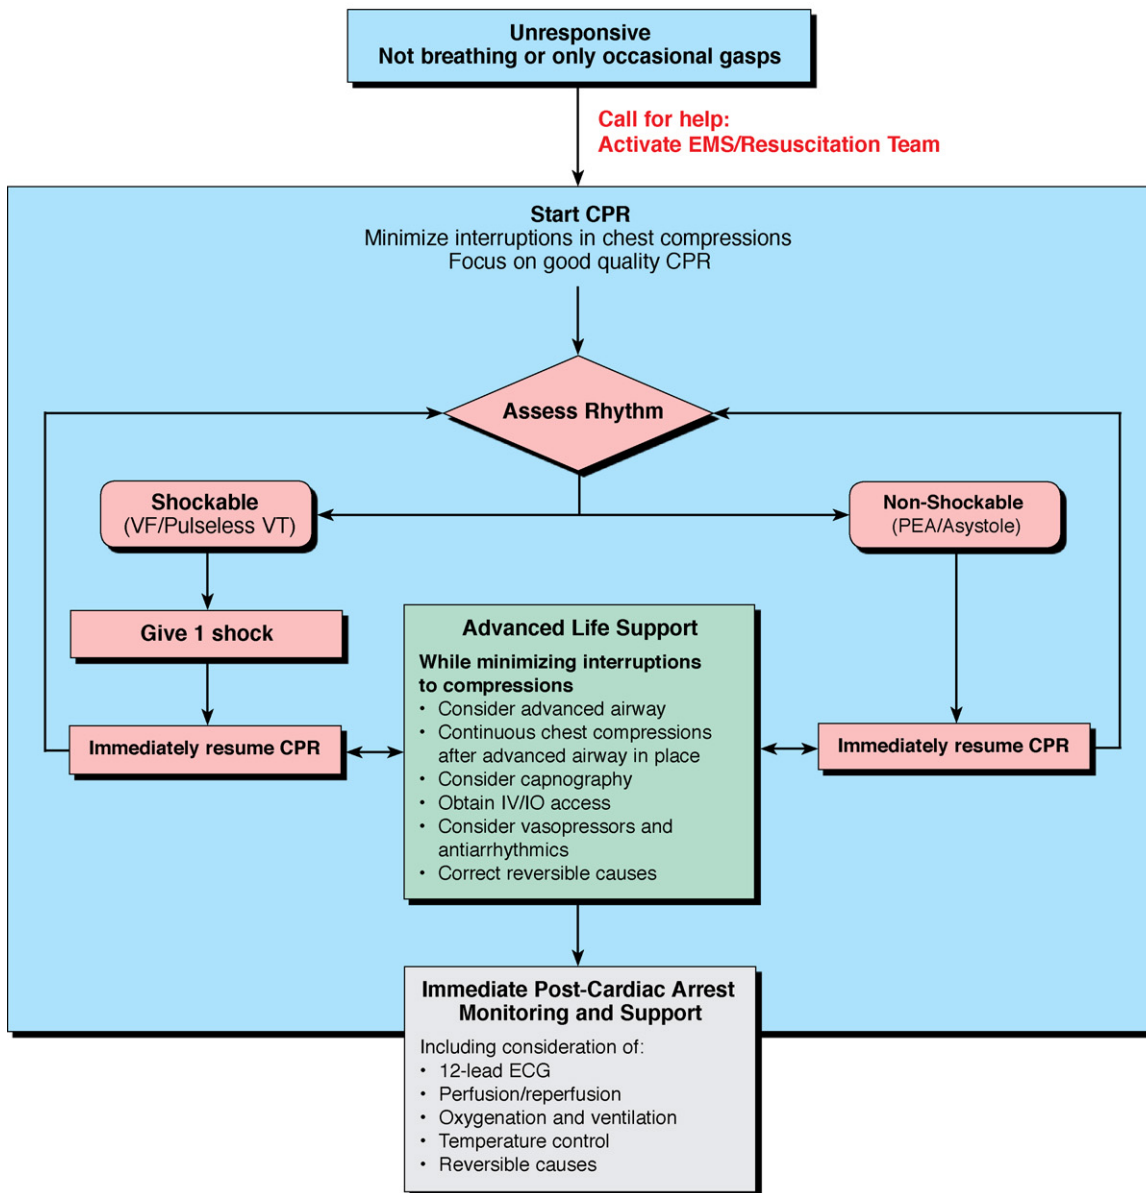 Unresponsive
Not breathing or only occasional gasps
Call for help:
Activate EMS/Resuscitation Team
Start CPR
Minimize interruptions in chest compressions
Focus on good quality CPR
Assess Rhythm
Shockable
(VF/Pulseless VT)
Non-Shockable
(PEA/Asystole)
Give 1 shock
Immediately resume CPR
Advanced Life Support
While minimizing interruptions
to compressions
• Consider advanced airway
• Continuous chest compressions
after advanced airway in place
• Consider capnography
• Obtain IV/IO access
• Consider vasopressors and
antiarrhythmics
• Correct reversible causes
Immediately resume CPR
Immediate Post-Cardiac Arrest
Monitoring and Support
Including consideration of:
• 12-lead ECG
• Perfusion/reperfusion
• Oxygenation and ventilation
• Temperature control
• Reversible causes